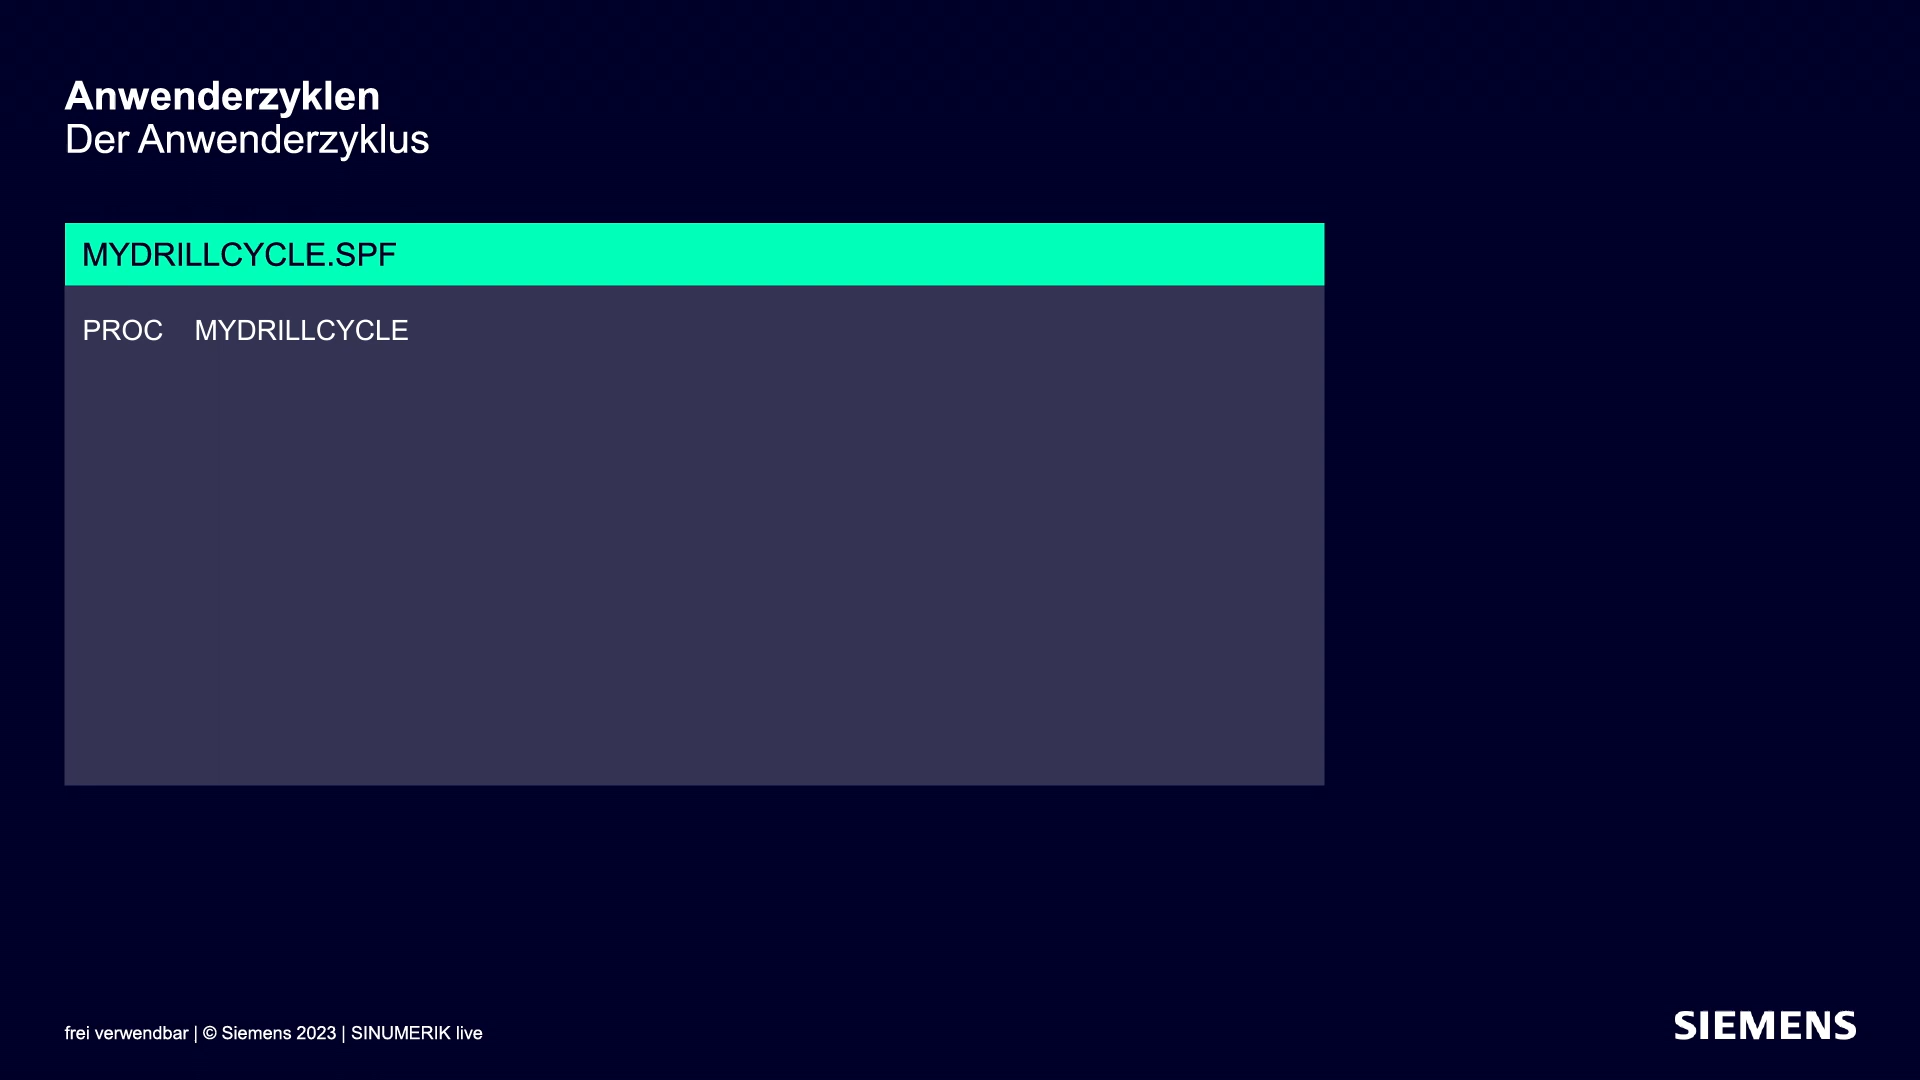 Anwenderzyklen
Der Anwenderzyklus
MYDRILLCYCLE.SPF
PROC MYDRILLCYCLE
frei verwendbar | © Siemens 2023 | SINUMERIK live
SIEMENS